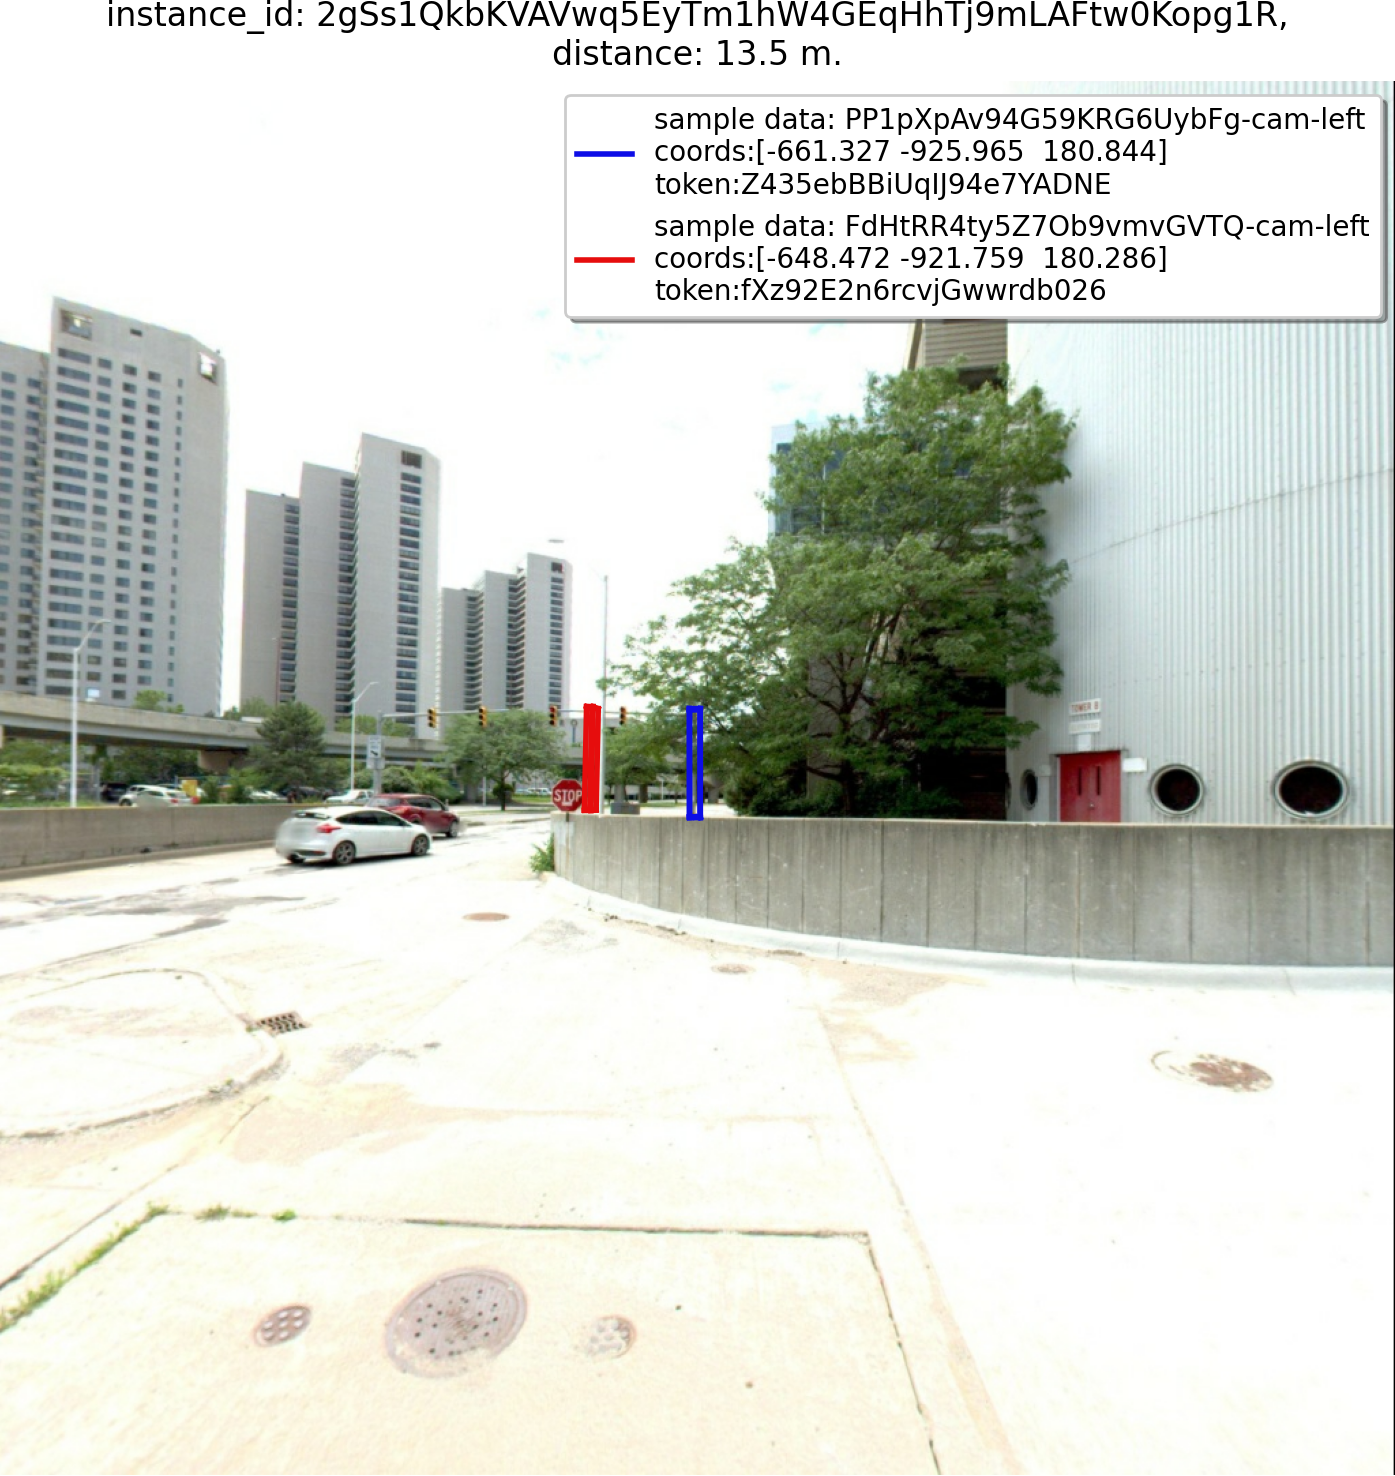 instance_id: 2gSs1QkbKVAVwq5EyTm1hW4GEqHhTj9mLAFtw0Kopg1R,
distance: 13.5 m.
sample data: PP1pXpAv94G59KRG6UybFg-cam-left
coords:[-661.327 -925.965 180.844]
token:Z435ebBBiUqIJ94e7YADNE
sample data: FdHtRR4ty5Z7Ob9vmvGVTQ-cam-left
coords:[-648.472 -921.759 180.286]
token:fXz92E2n6rcvjGwwrdb026
TOWER B
STOP